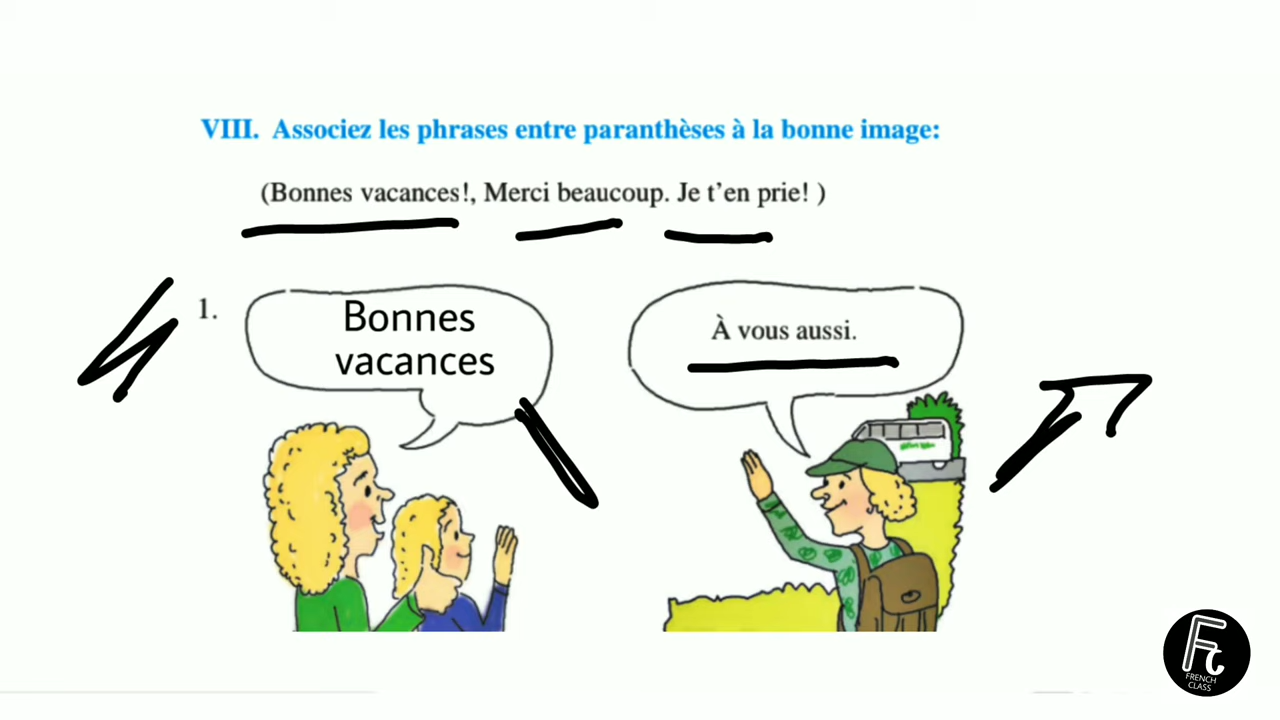 VIII. Associez les phrases entre paranthèses à la bonne image:
(Bonnes vacances!, Merci beaucoup. Je t'en prie! )
1.
Bonnes
vacances
À vous aussi.
Fc
FRENCH
CLASS